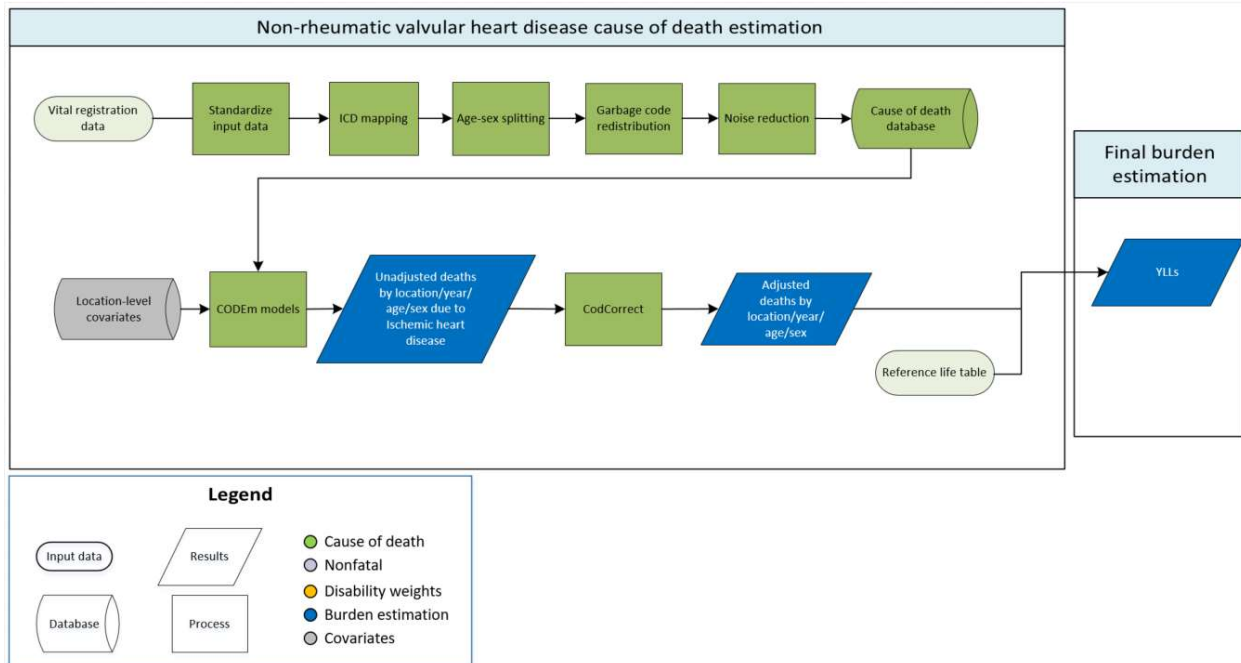 Non-rheumatic valvular heart disease cause of death estimation
Vital registration
data
Standardize
input data
ICD mapping
Age-sex splitting
Garbage code
redistribution
Noise reduction
Cause of death
database
Final burden
estimation
Location-level
covariates
CODEm models
Unadjusted deaths
by location/year/
age/sex due to
Ischemic heart
disease
CodCorrect
Adjusted
deaths by
location/year/
age/sex
Reference life table
YLLs
Legend
Input data
Results
Database
Process
Cause of death
Nonfatal
Disability weights
Burden estimation
Covariates